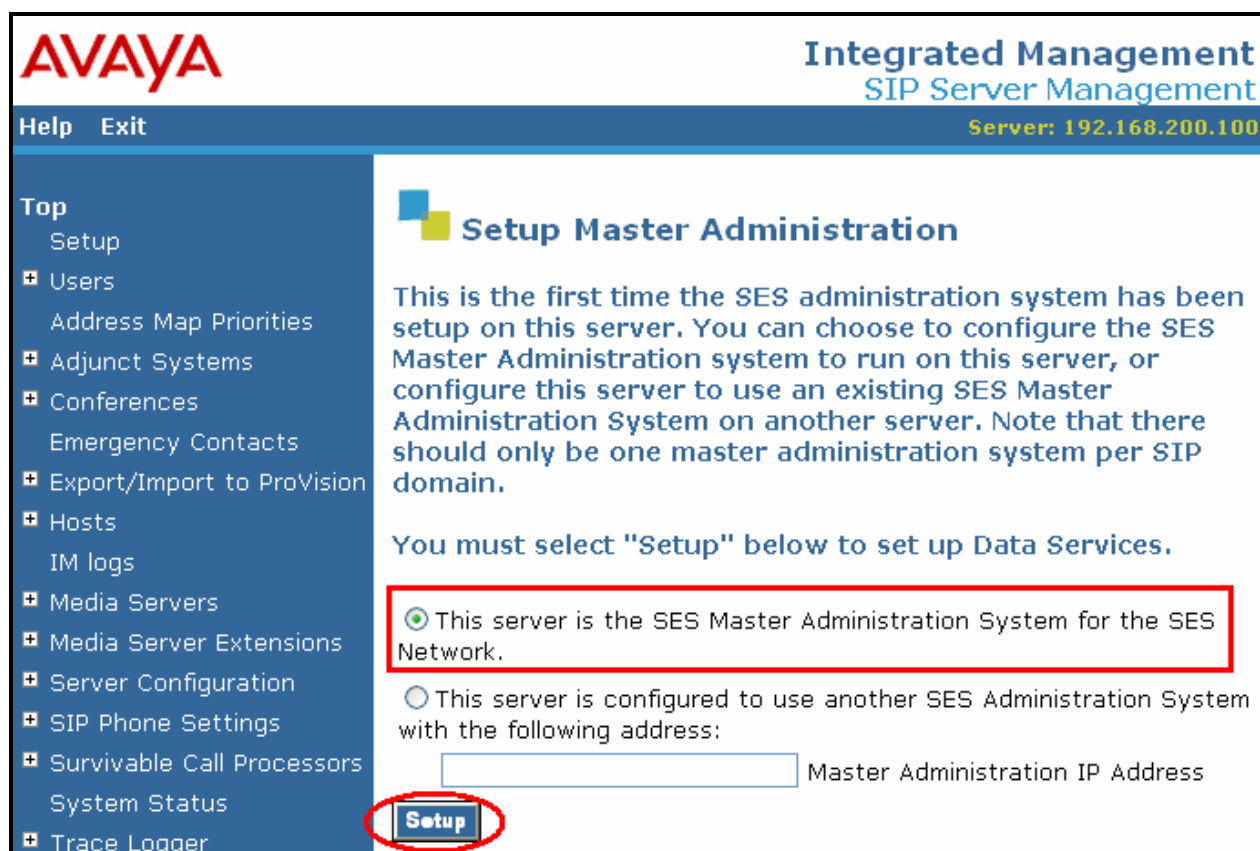 AVAYA
Integrated Management
SIP Server Management
Help Exit
Server: 192.168.200.100
Top
Setup
Users
Address Map Priorities
Adjunct Systems
Conferences
Emergency Contacts
Export/Import to ProVision
Hosts
IM logs
Media Servers
Media Server Extensions
Server Configuration
SIP Phone Settings
Survivable Call Processors
System Status
Trace Logger
Setup Master Administration
This is the first time the SES administration system has been
setup on this server. You can choose to configure the SES
Master Administration system to run on this server, or
configure this server to use an existing SES Master
Administration System on another server. Note that there
should only be one master administration system per SIP
domain.
You must select "Setup" below to set up Data Services.
This server is the SES Master Administration System for the SES
Network.
This server is configured to use another SES Administration System
with the following address:
Master Administration IP Address
Setup